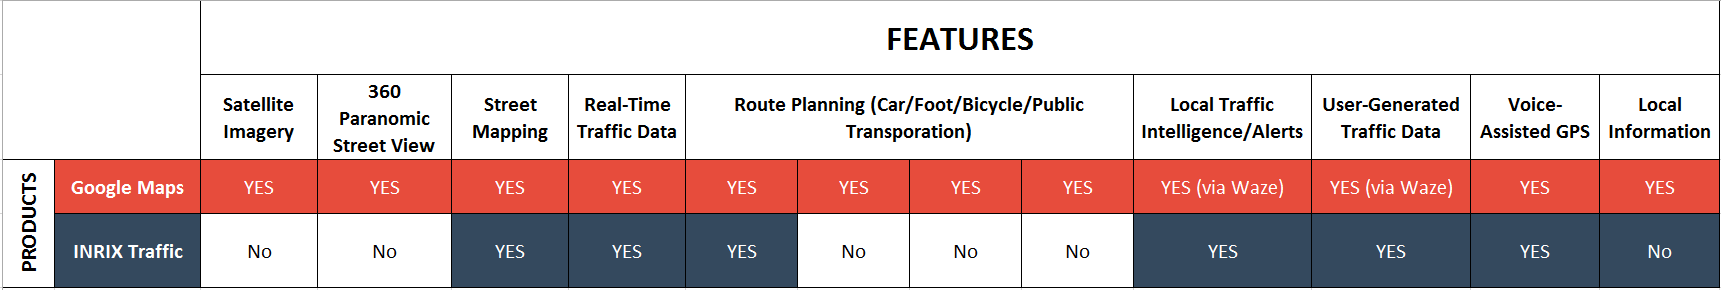 FEATURES
Satellite
Imagery
360
Paranomic
Street View
Street
Mapping
Real-Time
Traffic Data
Route Planning (Car/Foot/Bicycle/Public
Transporation)
Local Traffic
Intelligence/Alerts
User-Generated
Traffic Data
Voice-
Assisted GPS
Local
Information
PRODUCTS
Google Maps YES YES YES YES YES YES YES YES YES (via Waze) YES (via Waze) YES YES
INRIX Traffic No No YES YES YES No No No YES YES YES No